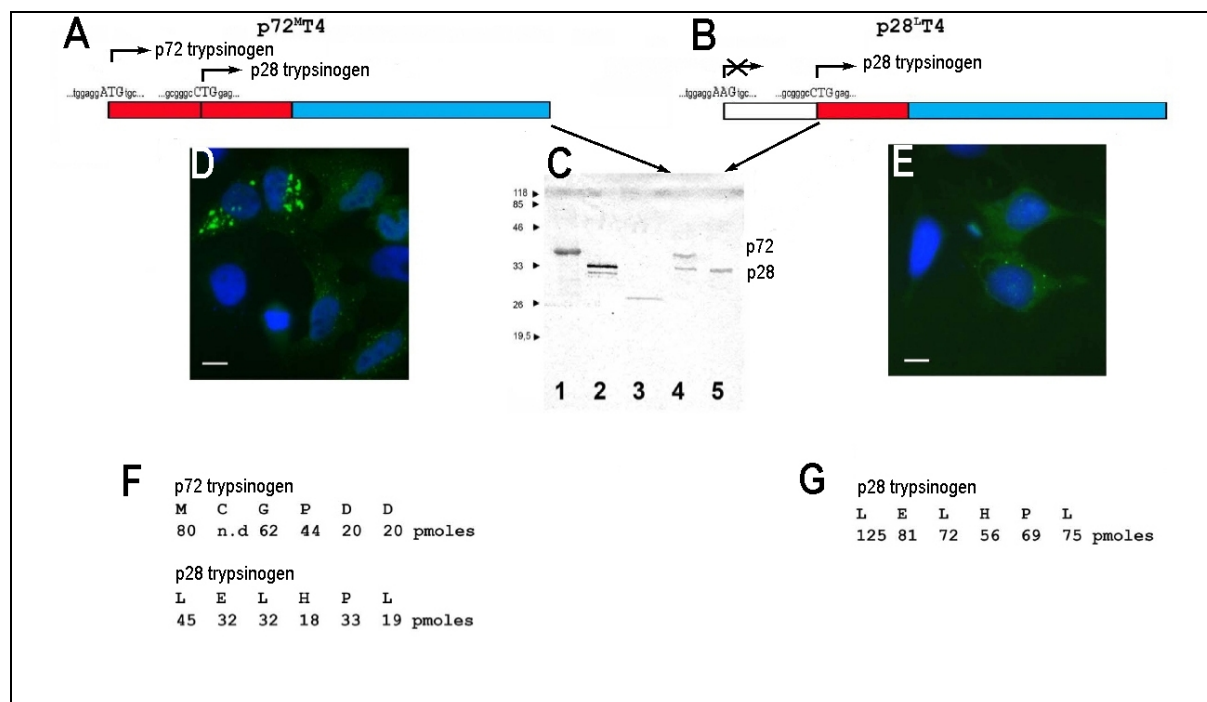 A
p72ᴹT4
p72 trypsinogen
p28 trypsinogen
...tggaggATGtgc... ...gcgggcCTGgag...
B
p28ᴸT4
p28 trypsinogen
...tggaggAAGtgc... ...gcgggcCTGgag...
D
C
118
85
46
33
26
19,5
p72
p28
1 2 3 4 5
E
F
p72 trypsinogen
M C G P D D
80 n.d 62 44 20 20 pmoles
p28 trypsinogen
L E L H P L
45 32 32 18 33 19 pmoles
G
p28 trypsinogen
L E L H P L
125 81 72 56 69 75 pmoles